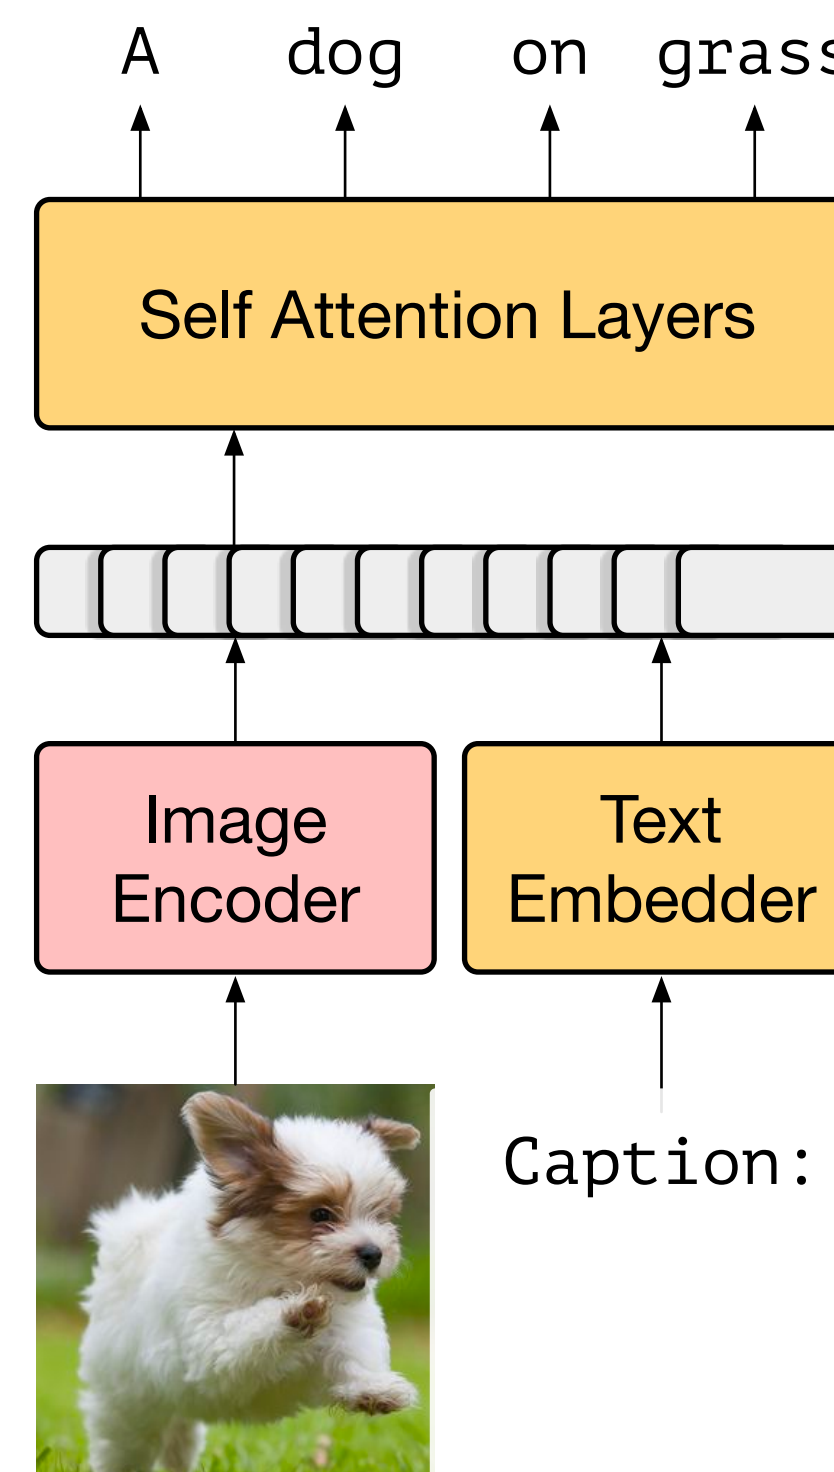 A dog on grass
Self Attention Layers
Image
Encoder
Text
Embedder
Caption: